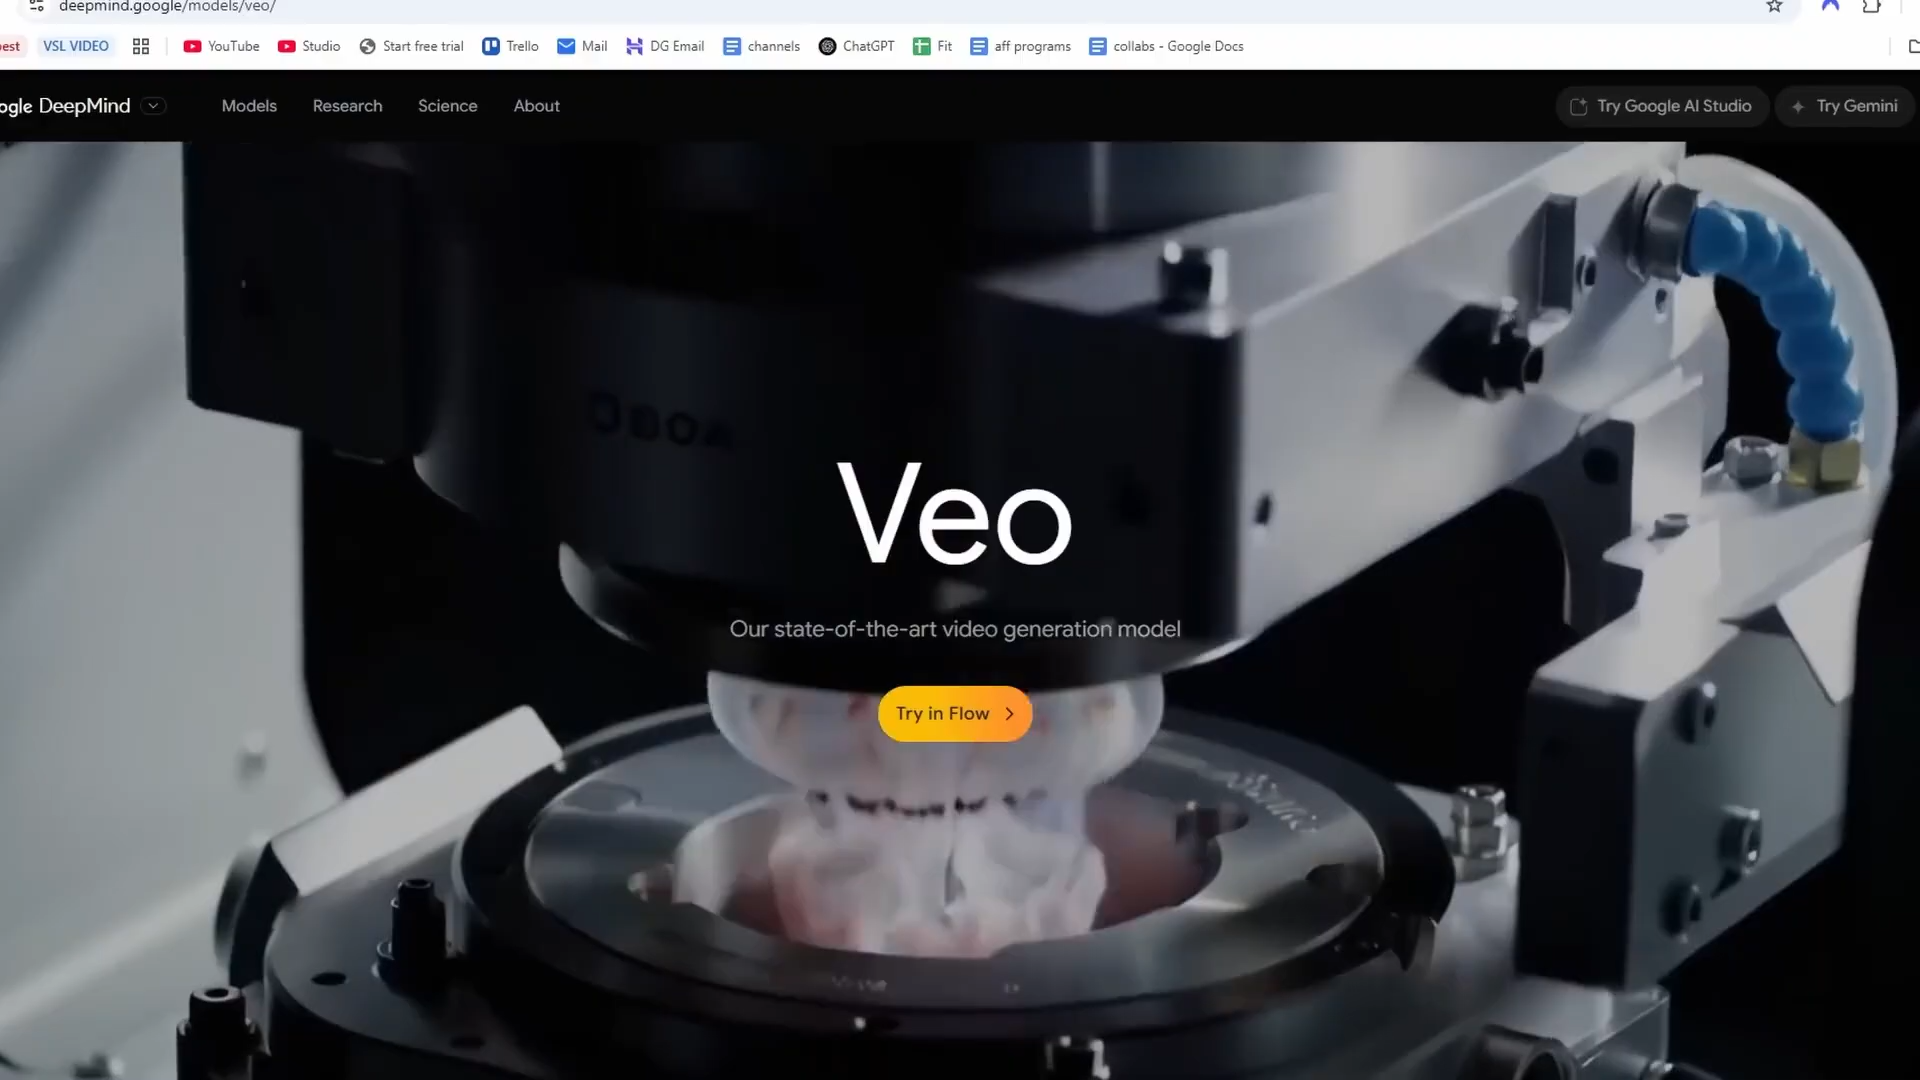 deepmind.google/models/veo/
VSL VIDEO YouTube Studio Start free trial Trello Mail DG Email channels ChatGPT Fit aff programs collabs - Google Docs
DeepMind Models Research Science About Try Google AI Studio Try Gemini
Veo
Our state-of-the-art video generation model
Try in Flow